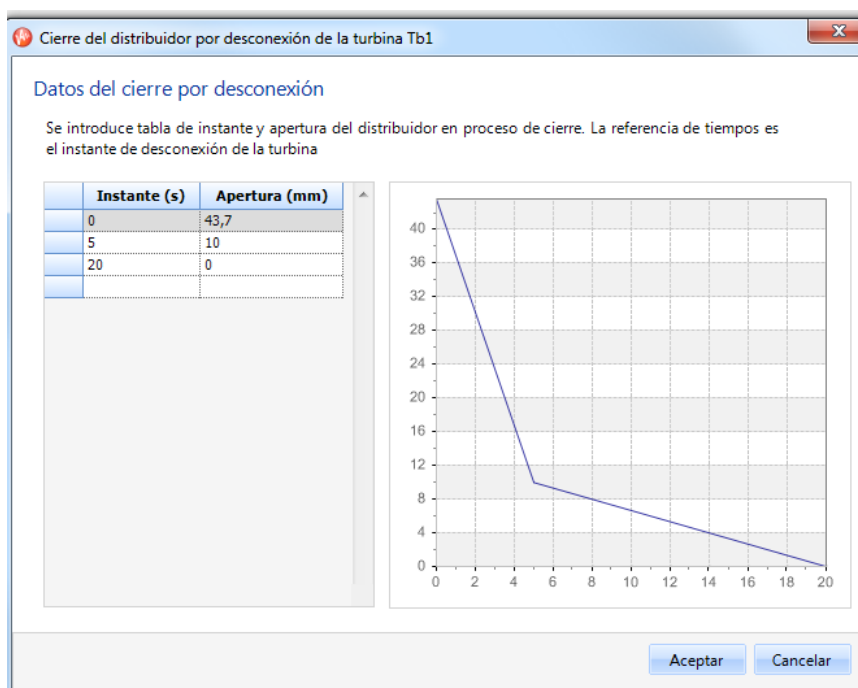 Cierre del distribuidor por desconexión de la turbina Tb1
Datos del cierre por desconexión
Se introduce tabla de instante y apertura del distribuidor en proceso de cierre. La referencia de tiempos es
el instante de desconexión de la turbina
Instante (s) Apertura (mm)
0 43,7
5 10
20 0
40
36
32
28
24
20
16
12
8
4
0
0 2 4 6 8 10 12 14 16 18 20
Aceptar Cancelar